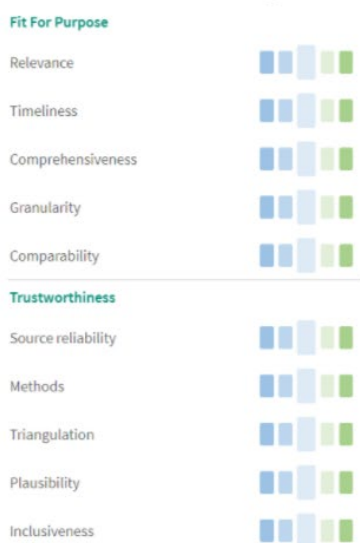 Fit For Purpose
Relevance
Timeliness
Comprehensiveness
Granularity
Comparability
Trustworthiness
Source reliability
Methods
Triangulation
Plausibility
Inclusiveness